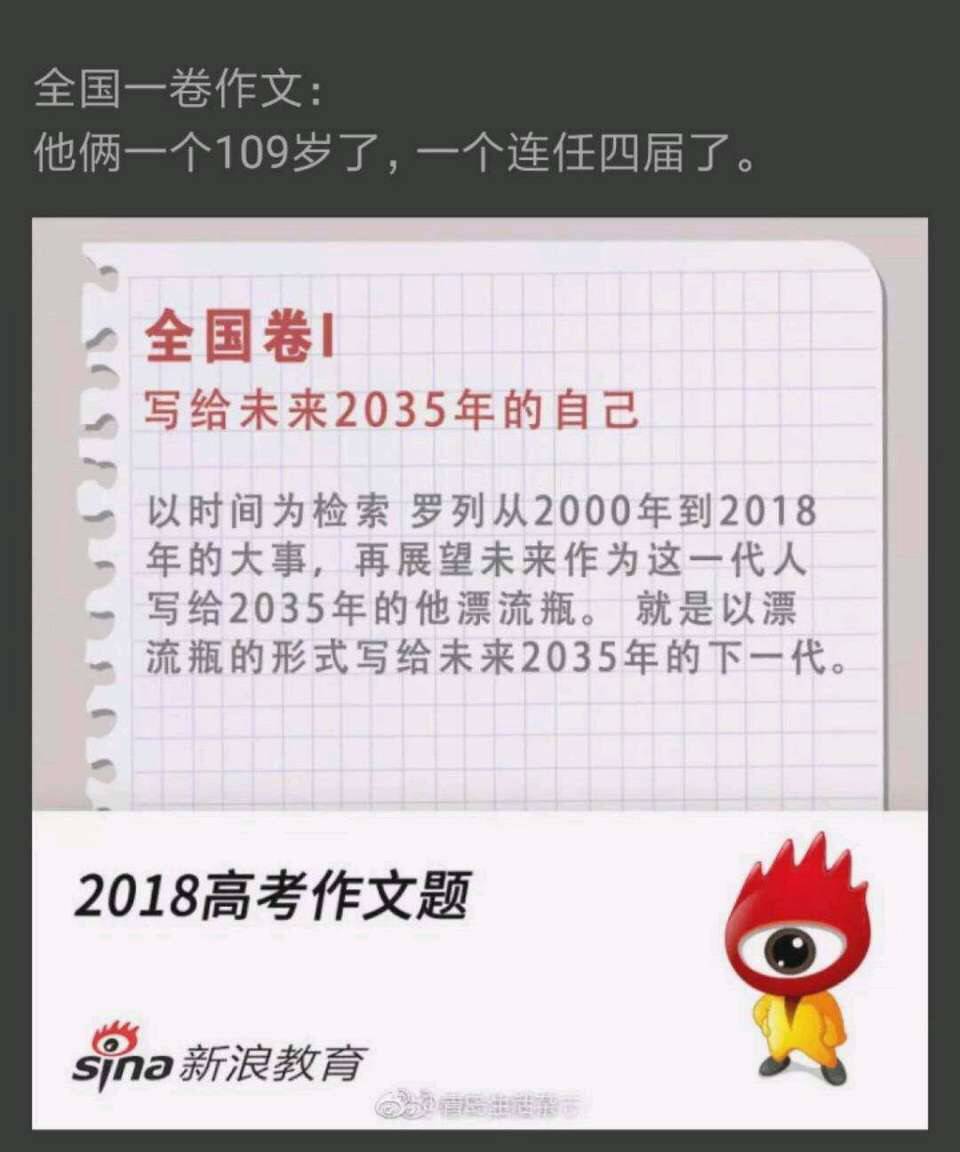 全国一卷作文：
他俩一个109岁了，一个连任四届了。
全国卷I
写给未来2035年的自己
以时间为检索 罗列从2000年到2018
年的大事，再展望未来作为这一代人
写给2035年的他漂流瓶。 就是以漂
流瓶的形式写给未来2035年的下一代。
2018高考作文题
sina新浪教育